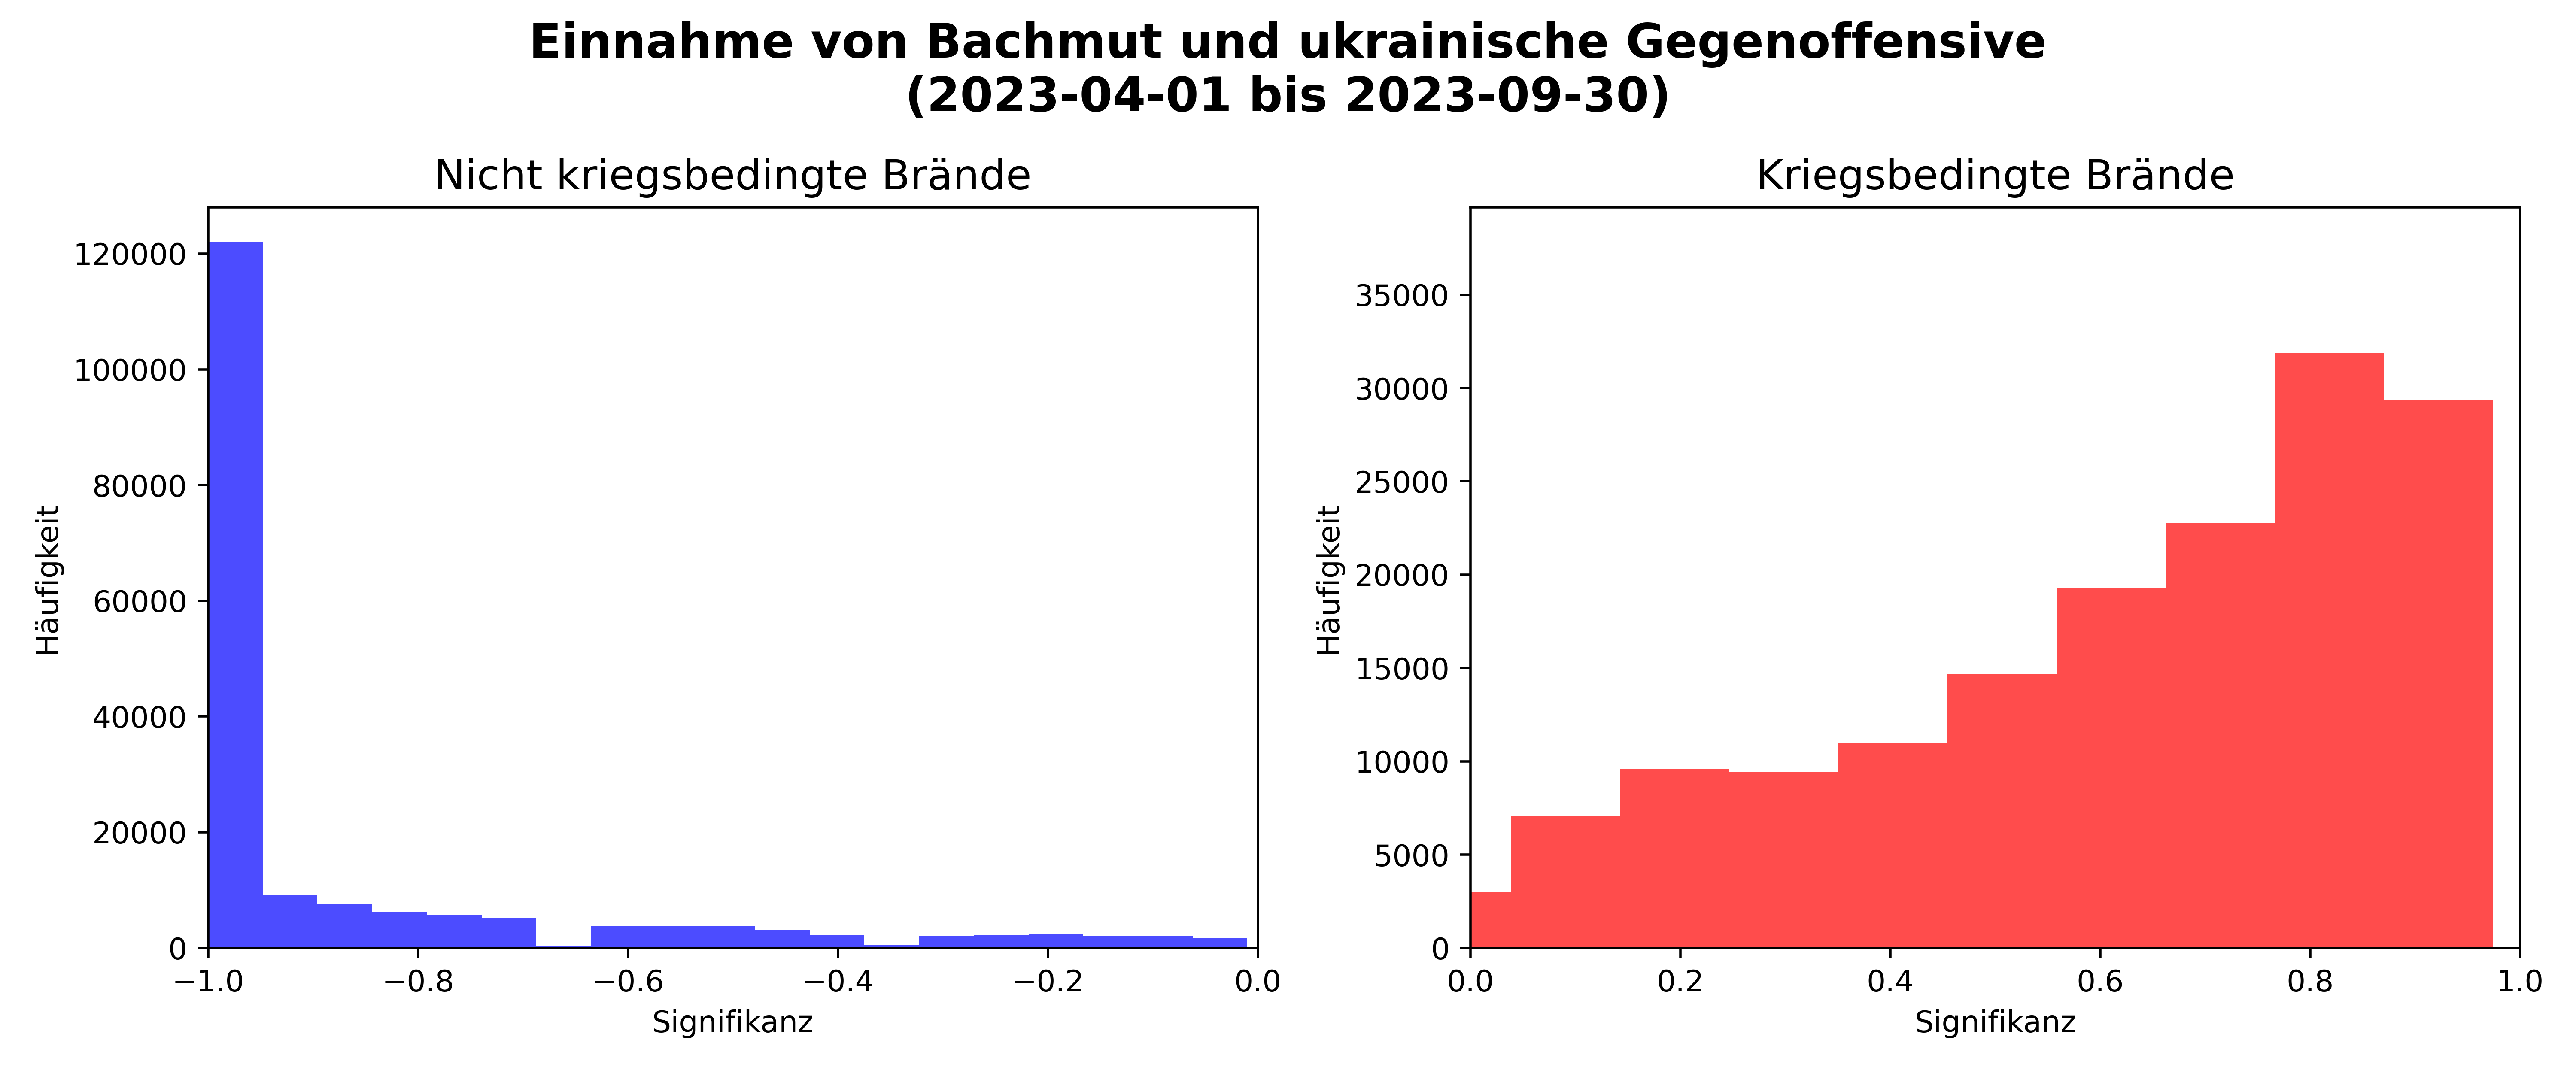 Einnahme von Bachmut und ukrainische Gegenoffensive
(2023-04-01 bis 2023-09-30)
Nicht kriegsbedingte Brände
120000
100000
80000
60000
40000
20000
0
Häufigkeit
−1.0 −0.8 −0.6 −0.4 −0.2 0.0
Signifikanz
Kriegsbedingte Brände
35000
30000
25000
20000
15000
10000
5000
0
Häufigkeit
0.0 0.2 0.4 0.6 0.8 1.0
Signifikanz